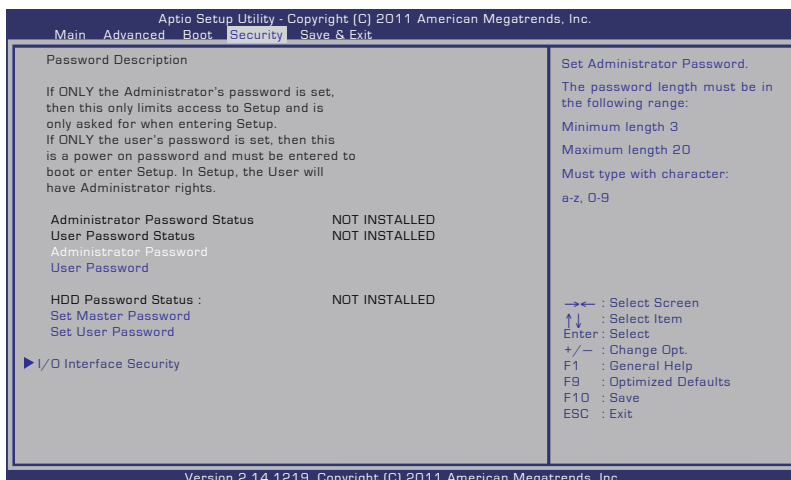 Aptio Setup Utility - Copyright (C) 2011 American Megatrends, Inc.
Main Advanced Boot Security Save & Exit
Password Description
If ONLY the Administrator's password is set,
then this only limits access to Setup and is
only asked for when entering Setup.
If ONLY the user's password is set, then this
is a power on password and must be entered to
boot or enter Setup. In Setup, the User will
have Administrator rights.
Administrator Password Status NOT INSTALLED
User Password Status NOT INSTALLED
Administrator Password
User Password
HDD Password Status : NOT INSTALLED
Set Master Password
Set User Password
I/O Interface Security
Set Administrator Password.
The password length must be in
the following range:
Minimum length 3
Maximum length 20
Must type with character:
a-z, 0-9
→← : Select Screen
↑↓ : Select Item
Enter : Select
+/— : Change Opt.
F1 : General Help
F9 : Optimized Defaults
F10 : Save
ESC : Exit
Version 2.14.1219. Copyright (C) 2011 American Megatrends, Inc.